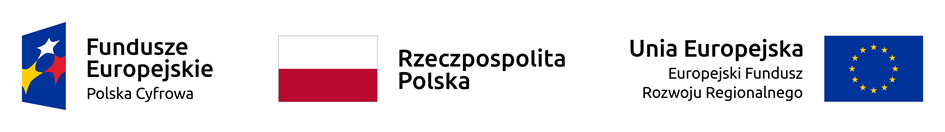 Fundusze
Europejskie
Polska Cyfrowa
Rzeczpospolita
Polska
Unia Europejska
Europejski Fundusz
Rozwoju Regionalnego